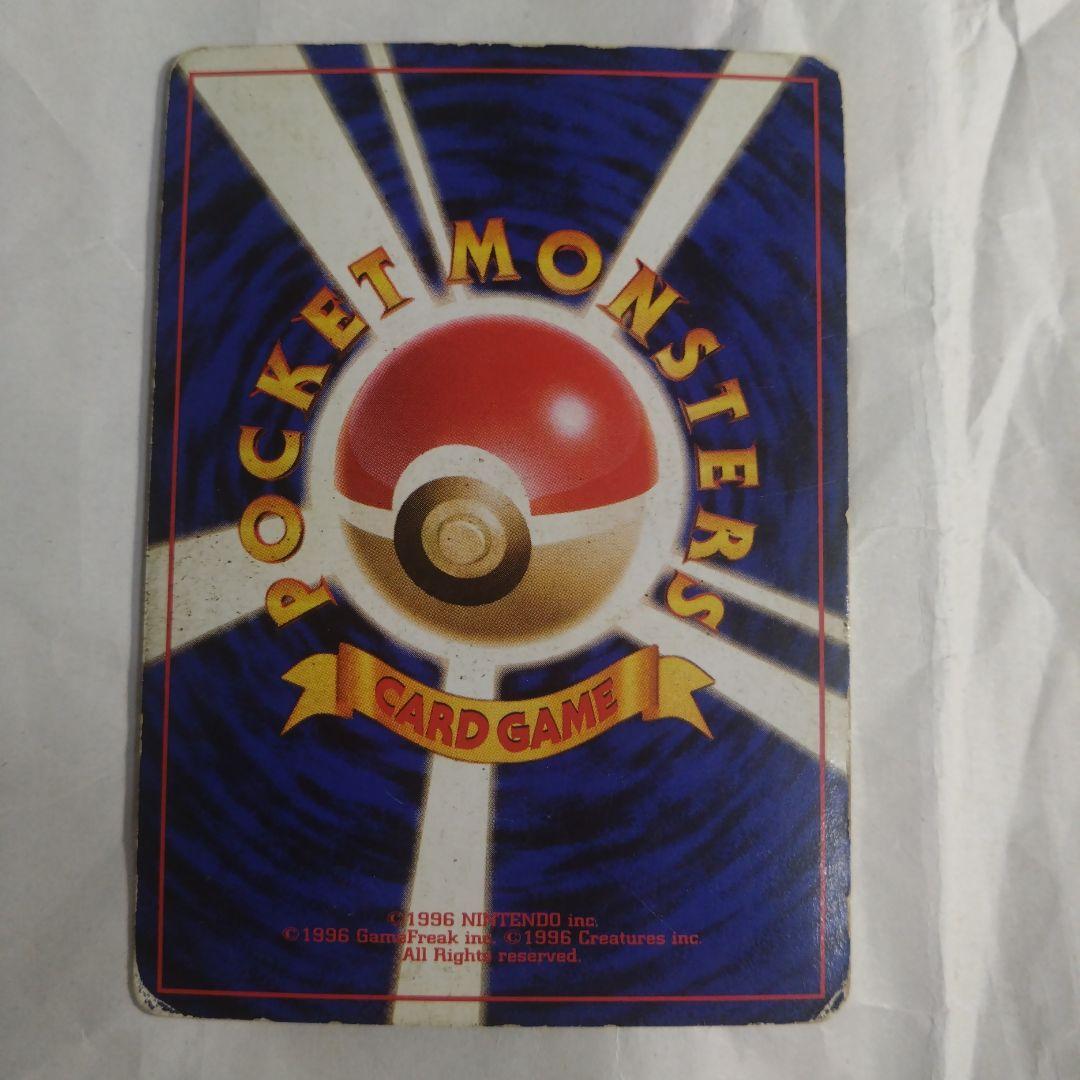 POCKET MONSTERS
CARD GAME
©1996 NINTENDO inc.
©1996 GameFreak inc. ©1996 Creatures inc.
All Rights reserved.